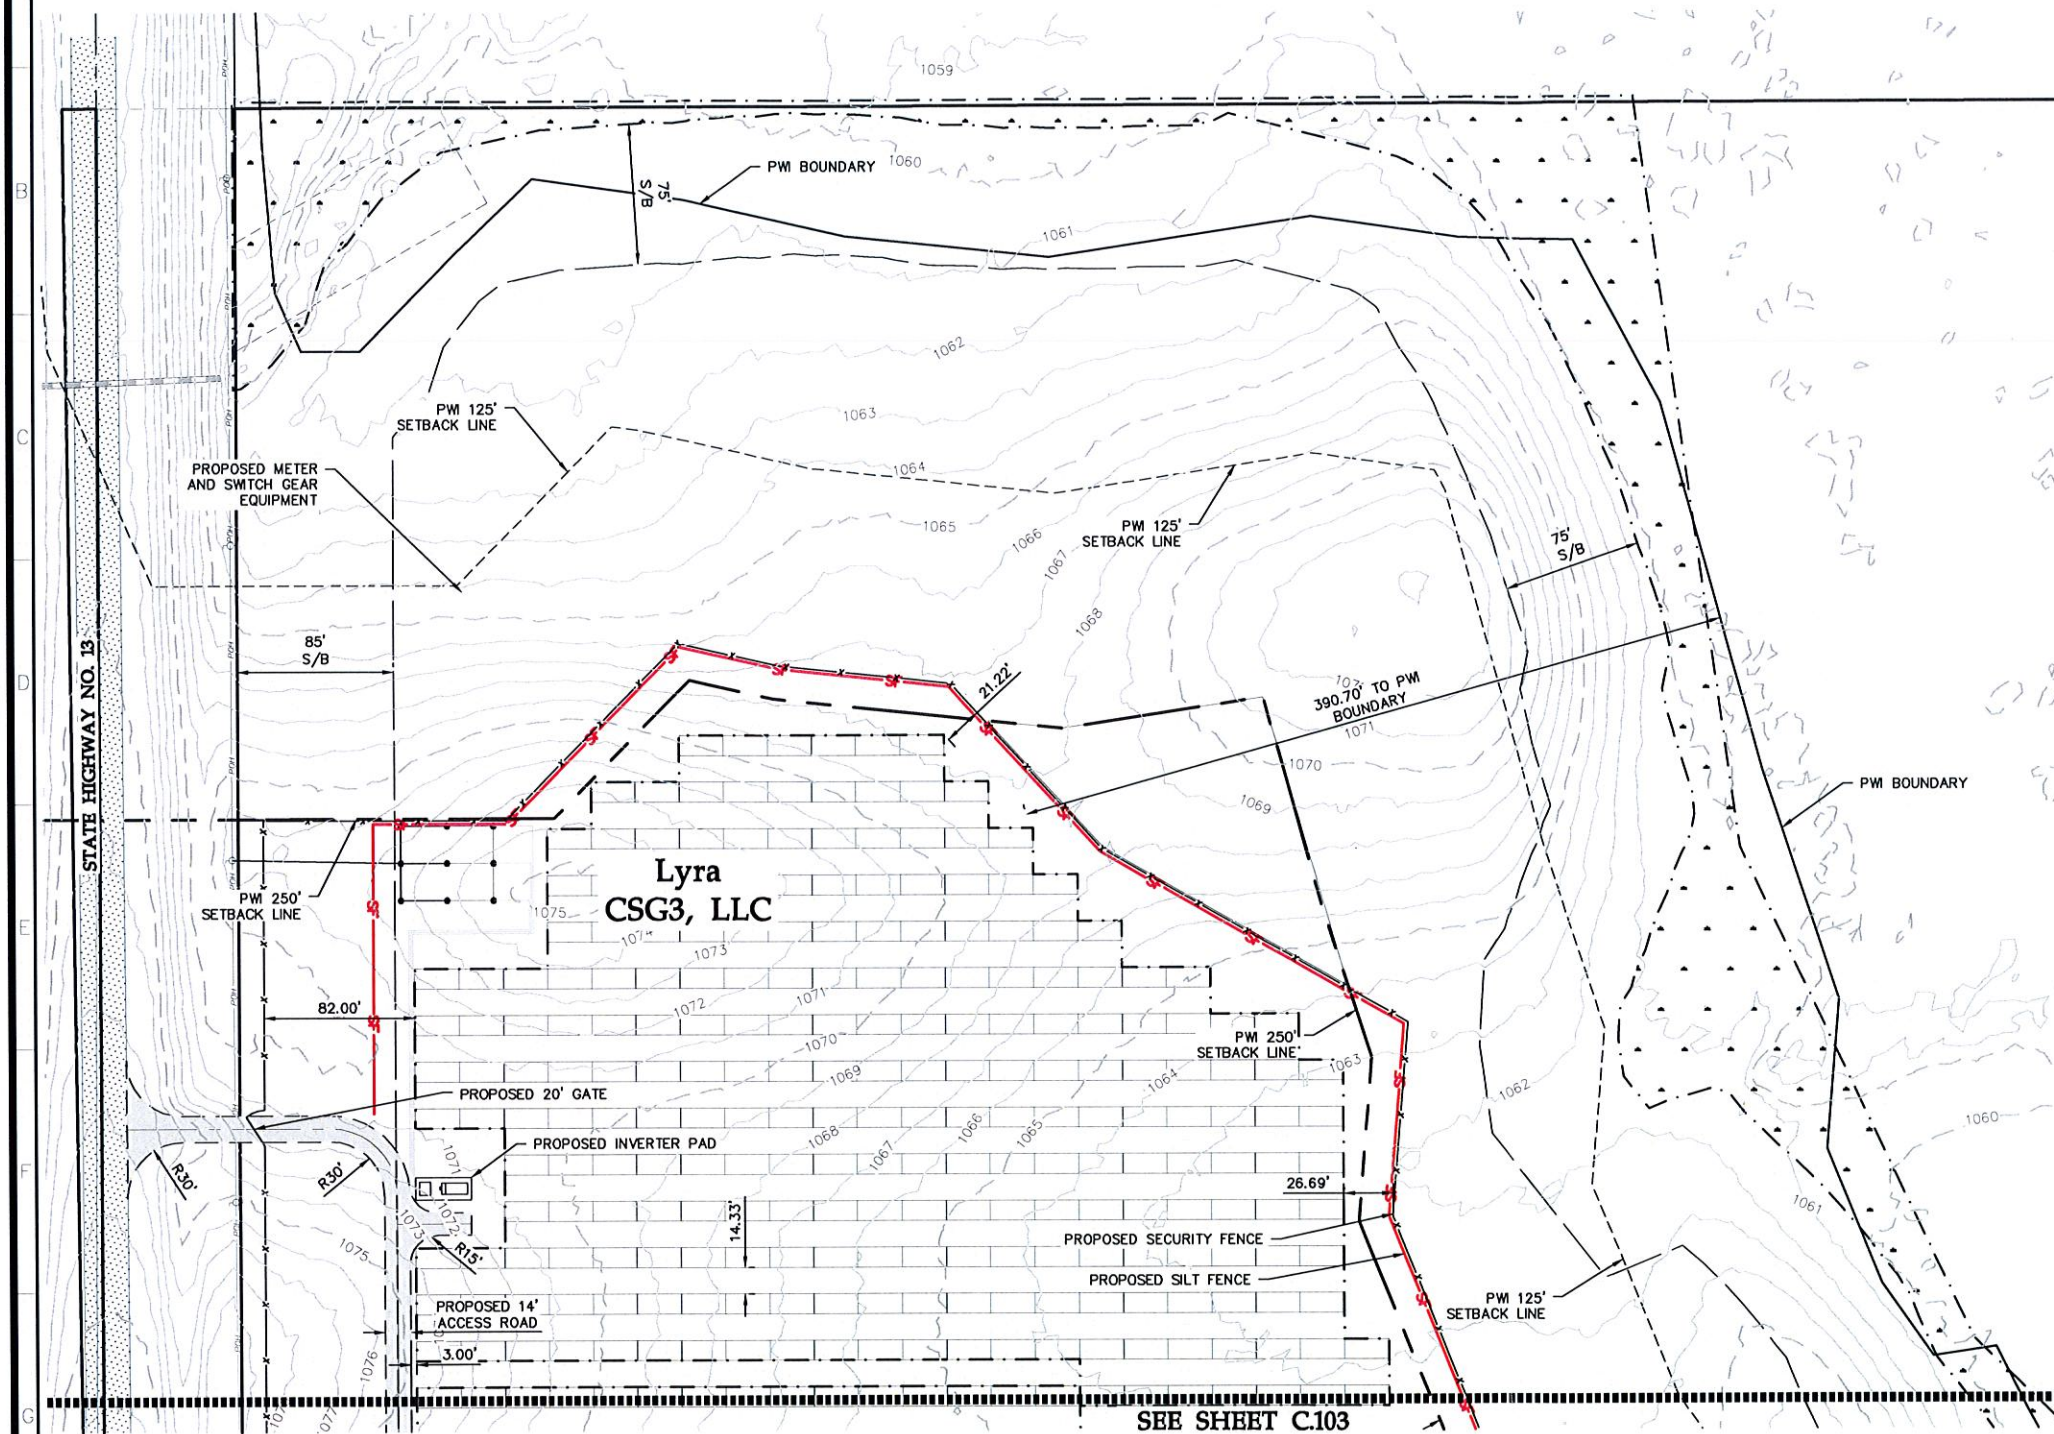 1059
B
PWI BOUNDARY
1060
75'
S/B
1061
1062
C
PWI 125'
SETBACK LINE
1063
PROPOSED METER
AND SWITCH GEAR
EQUIPMENT
1064
1065
1066
1067
PWI 125'
SETBACK LINE
75'
S/B
1068
STATE HIGHWAY NO. 13
85'
S/B
D
21.22'
390.70' TO PWI
BOUNDARY
1071
1070
1069
PWI BOUNDARY
SF
Lyra
CSG3, LLC
PWI 250'
SETBACK LINE
E
1075
1074
1073
1072
1071
1070
1069
82.00'
PWI 250'
SETBACK LINE
1063
1064
1062
1060
PROPOSED 20' GATE
PROPOSED INVERTER PAD
1068
1067
1066
1065
F
R30'
R30'
1071
1072
1073
1075
R15'
14.33'
26.69'
1061
PROPOSED SECURITY FENCE
PROPOSED SILT FENCE
PWI 125'
SETBACK LINE
PROPOSED 14'
ACCESS ROAD
3.00'
1076
1077
G
SEE SHEET C.103